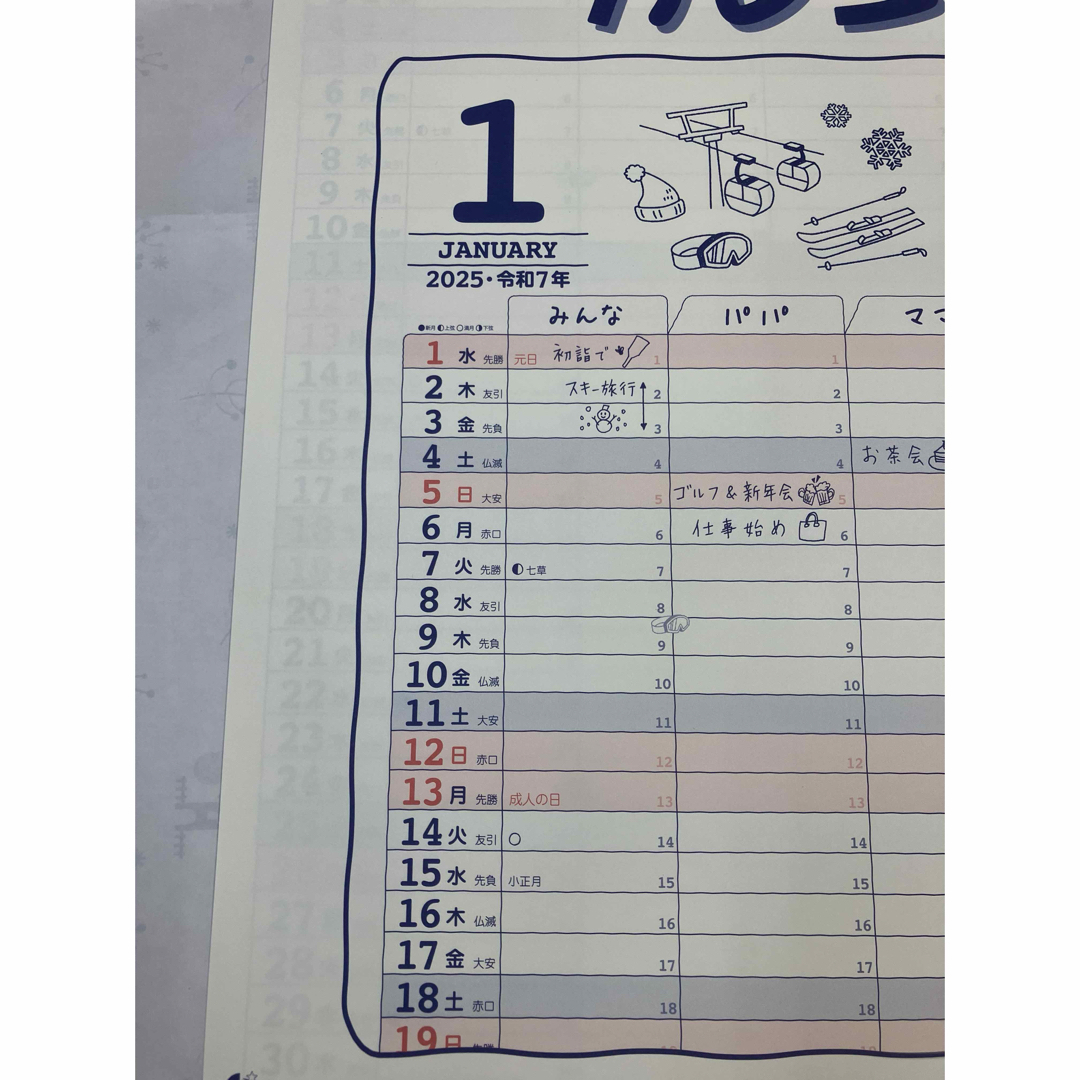 1
JANUARY
2025・令和7年
みんな パパ ママ
●新月 ◐上弦 ○満月 ◑下弦
1 水 先勝 元日 初詣で 1 1
2 木 友引 スキー旅行 2 2
3 金 先負 3 3
4 土 仏滅 4 4 お茶会
5 日 大安 5 ゴルフ&新年会 5
6 月 赤口 6 仕事始め 6
7 火 先勝 ◐七草 7 7
8 水 友引 8 8
9 木 先負 9 9
10 金 仏滅 10 10
11 土 大安 11 11
12 日 赤口 12 12
13 月 先勝 成人の日 13 13
14 火 友引 ○ 14 14
15 水 先負 小正月 15 15
16 木 仏滅 16 16
17 金 大安 17 17
18 土 赤口 18 18
19 日